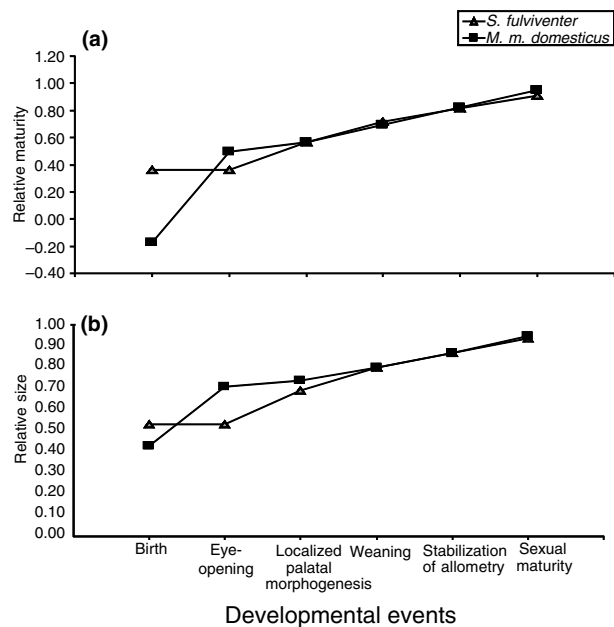 S. fulviventer
M. m. domesticus
(a)
1.20
1.00
0.80
0.60
0.40
0.20
0.00
–0.20
–0.40
Relative maturity
(b)
1.00
0.90
0.80
0.70
0.60
0.50
0.40
0.30
0.20
0.10
0.00
Relative size
Birth
Eye-
opening
Localized
palatal
morphogenesis
Weaning
Stabilization
of allometry
Sexual
maturity
Developmental events